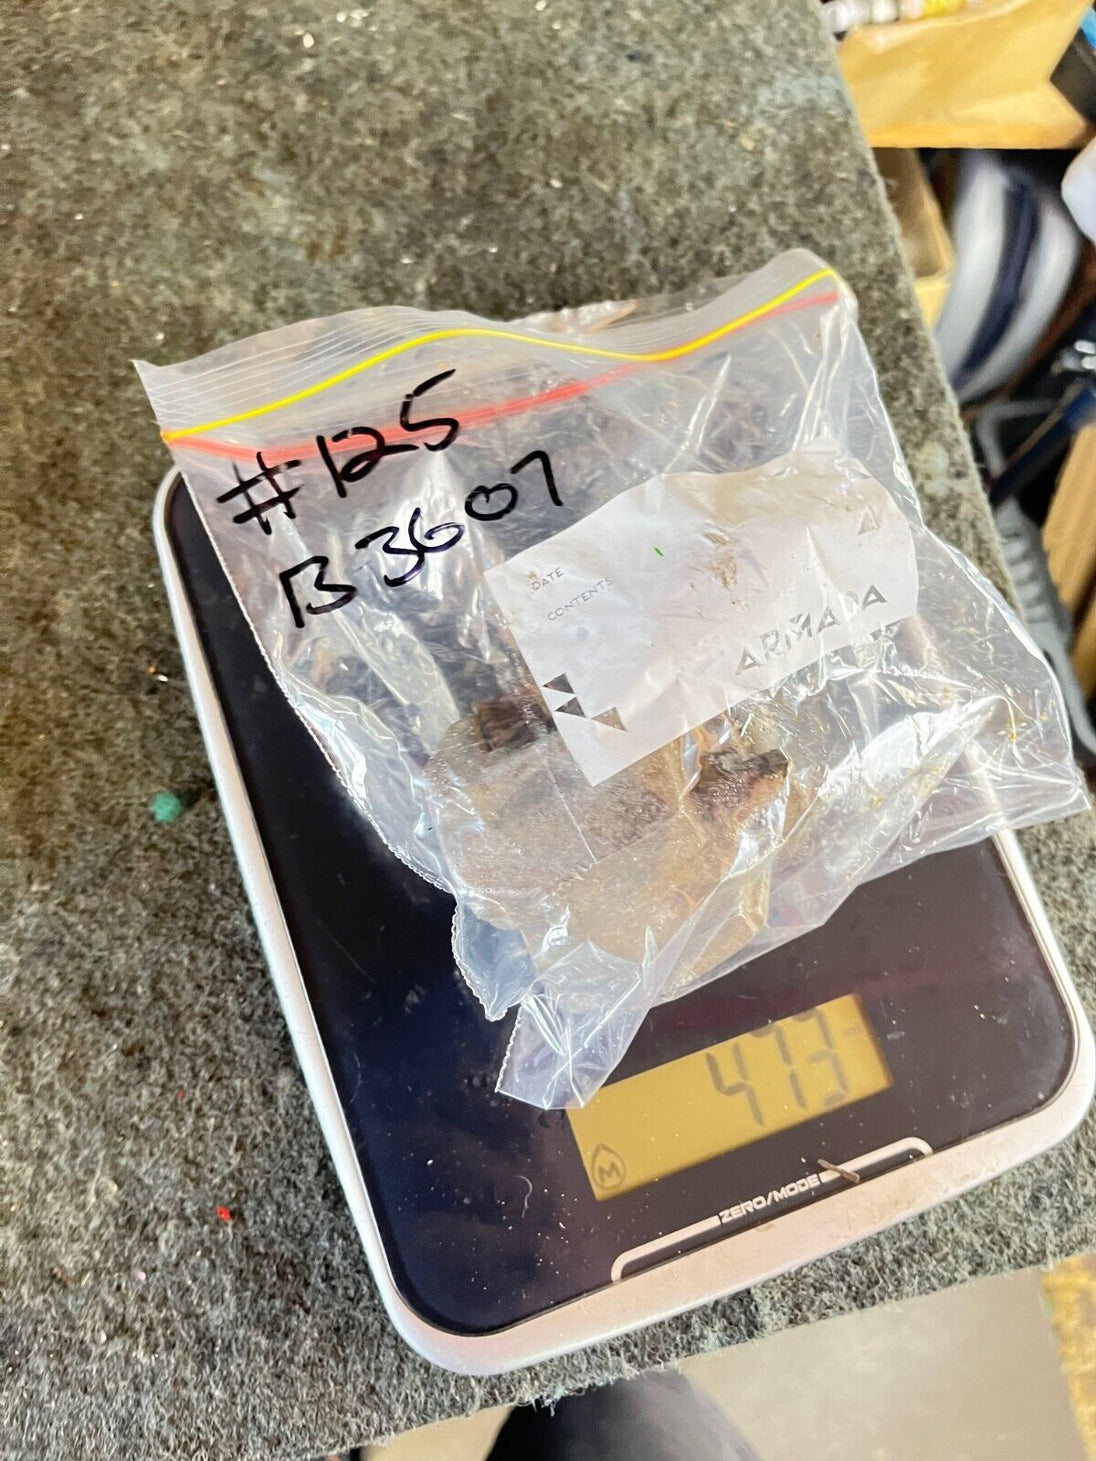 #125
B3607
DATE
CONTENTS
ARMADA
473
M
ZERO/MODE